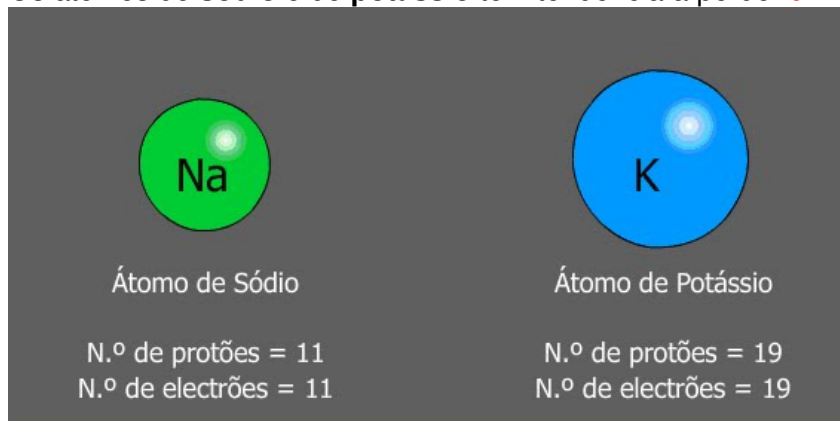 Na
K
Átomo de Sódio
Átomo de Potássio
N.º de protões = 11
N.º de electrões = 11
N.º de protões = 19
N.º de electrões = 19